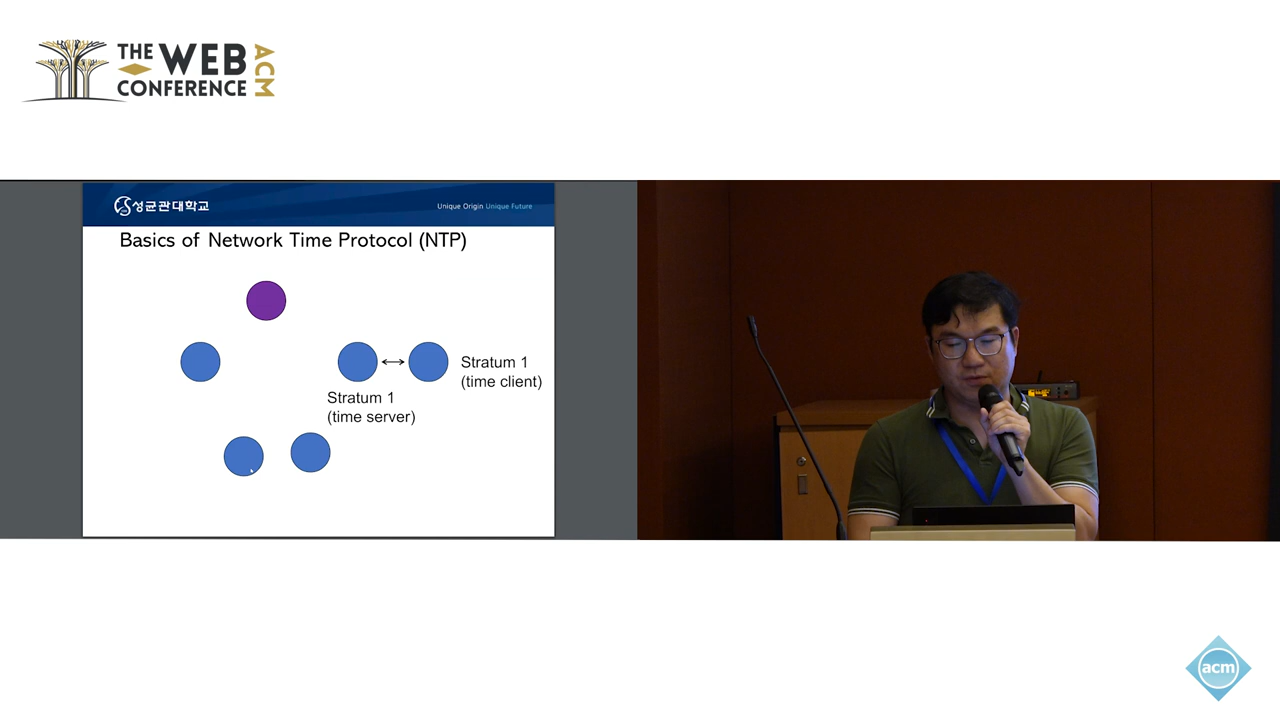 THE WEB
CONFERENCE
ACM
성균관대학교
Unique Origin Unique Future
Basics of Network Time Protocol (NTP)
Stratum 1
(time client)
Stratum 1
(time server)
acm